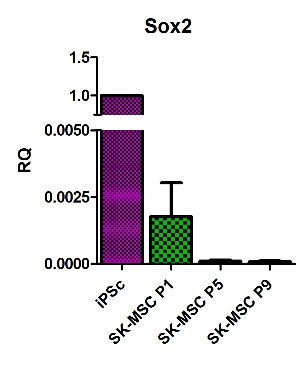 Sox2
1.5
1.0
0.0050
0.0025
0.0000
RQ
iPSc
SK-MSC P1
SK-MSC P5
SK-MSC P9